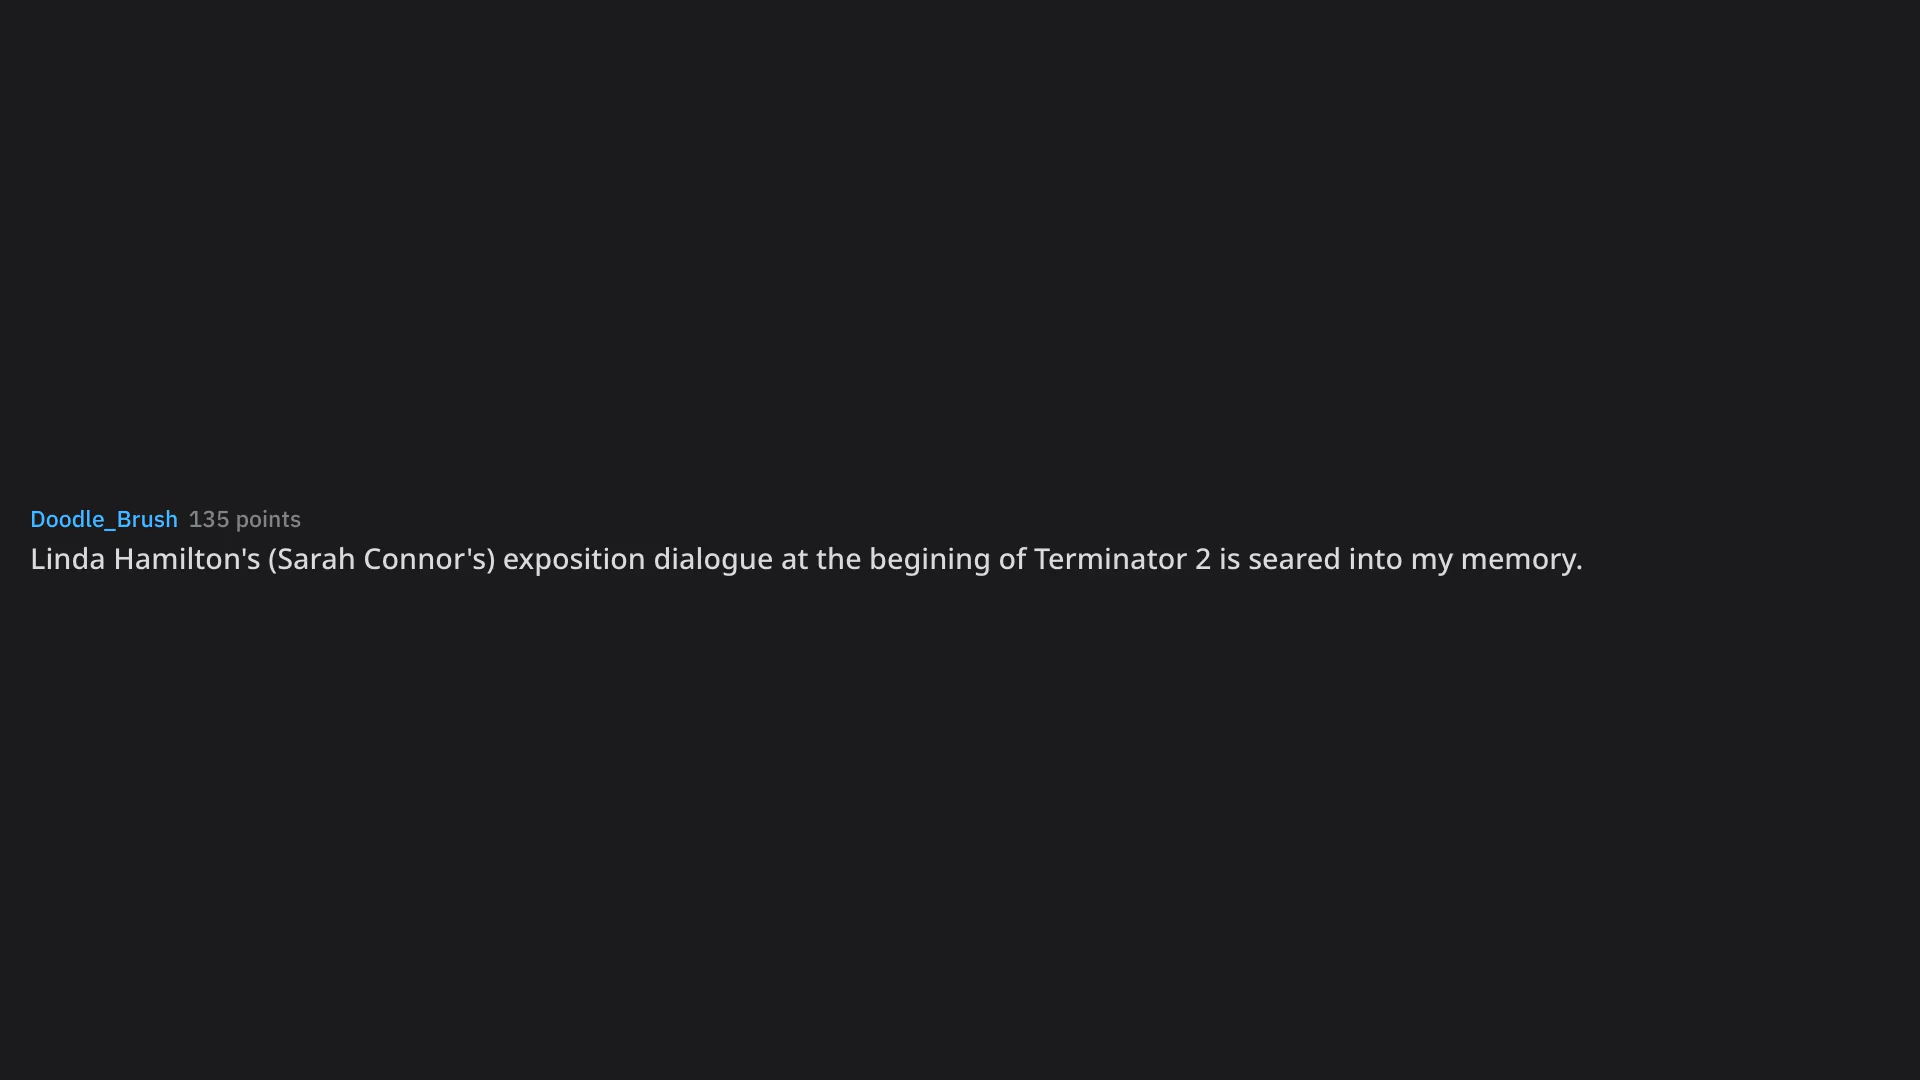 Doodle_Brush 135 points
Linda Hamilton's (Sarah Connor's) exposition dialogue at the begining of Terminator 2 is seared into my memory.